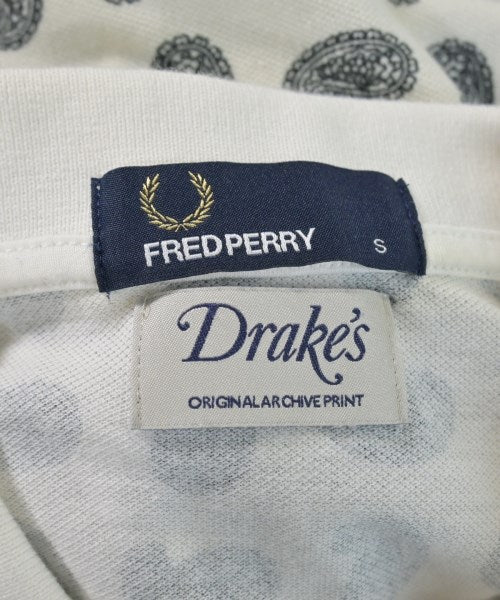 FRED PERRY S
Drake's
ORIGINAL ARCHIVE PRINT